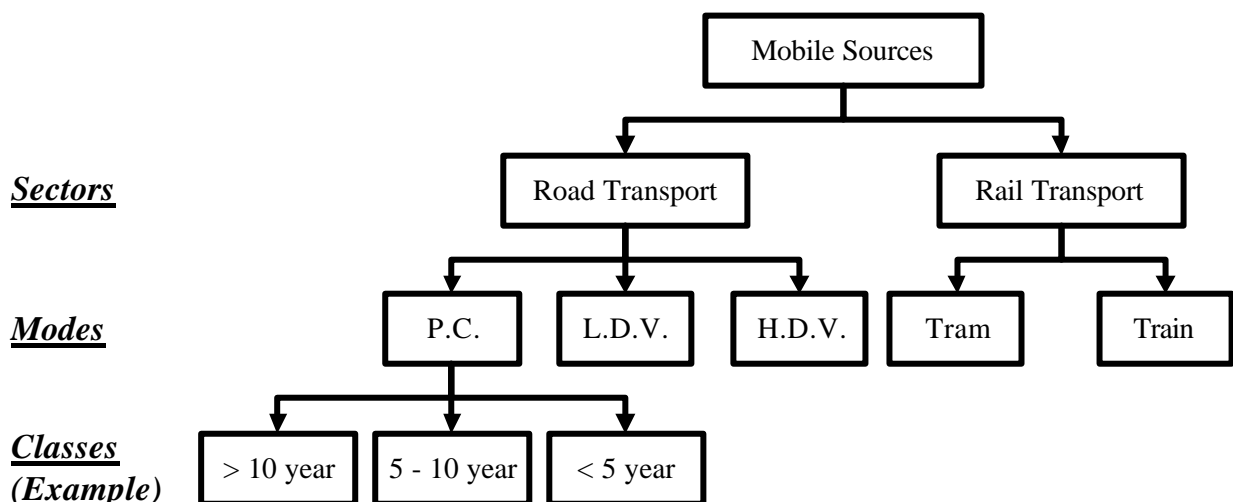 Mobile Sources
Sectors
Road Transport
Rail Transport
Modes
P.C.
L.D.V.
H.D.V.
Tram
Train
Classes
(Example)
> 10 year
5 - 10 year
< 5 year